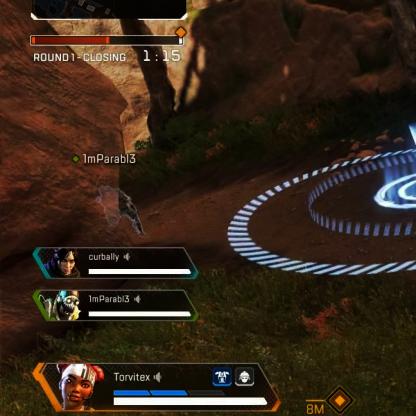 ROUND 1 - CLOSING 1:15
1mParabl3
curbally
1mParabl3
Torvitex
8M